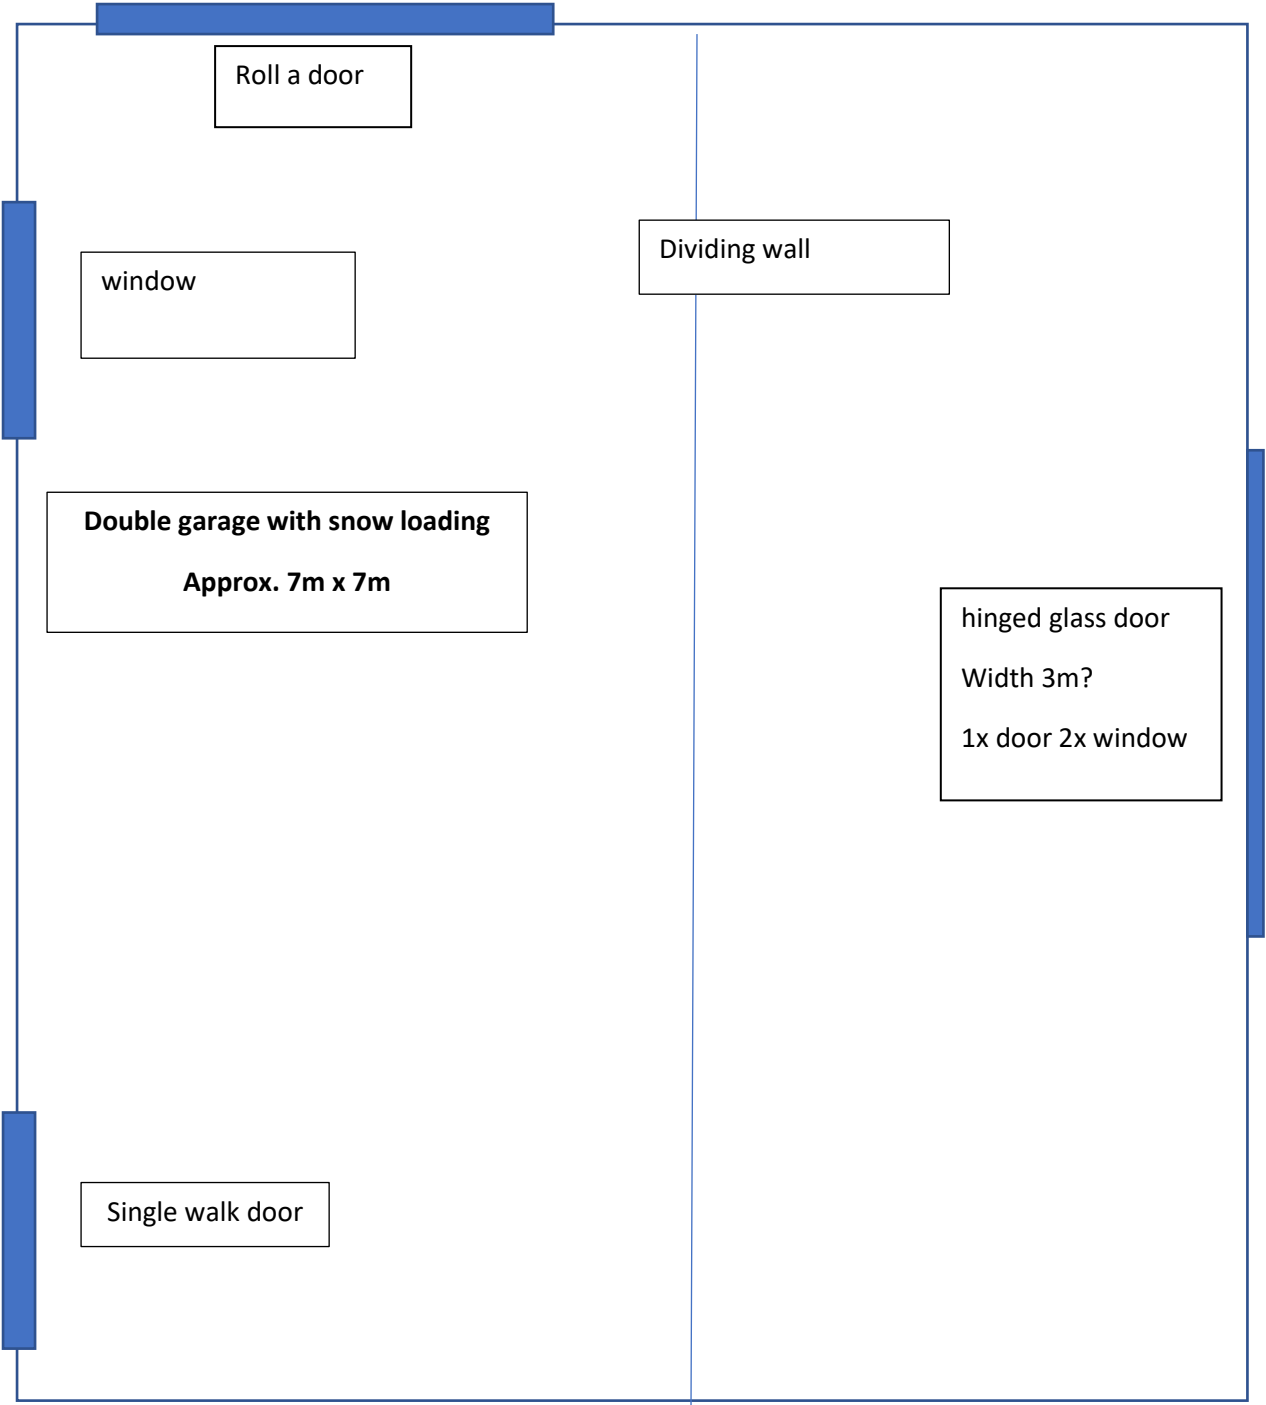 Roll a door
Dividing wall
window
Double garage with snow loading
Approx. 7m x 7m
hinged glass door
Width 3m?
1x door 2x window
Single walk door